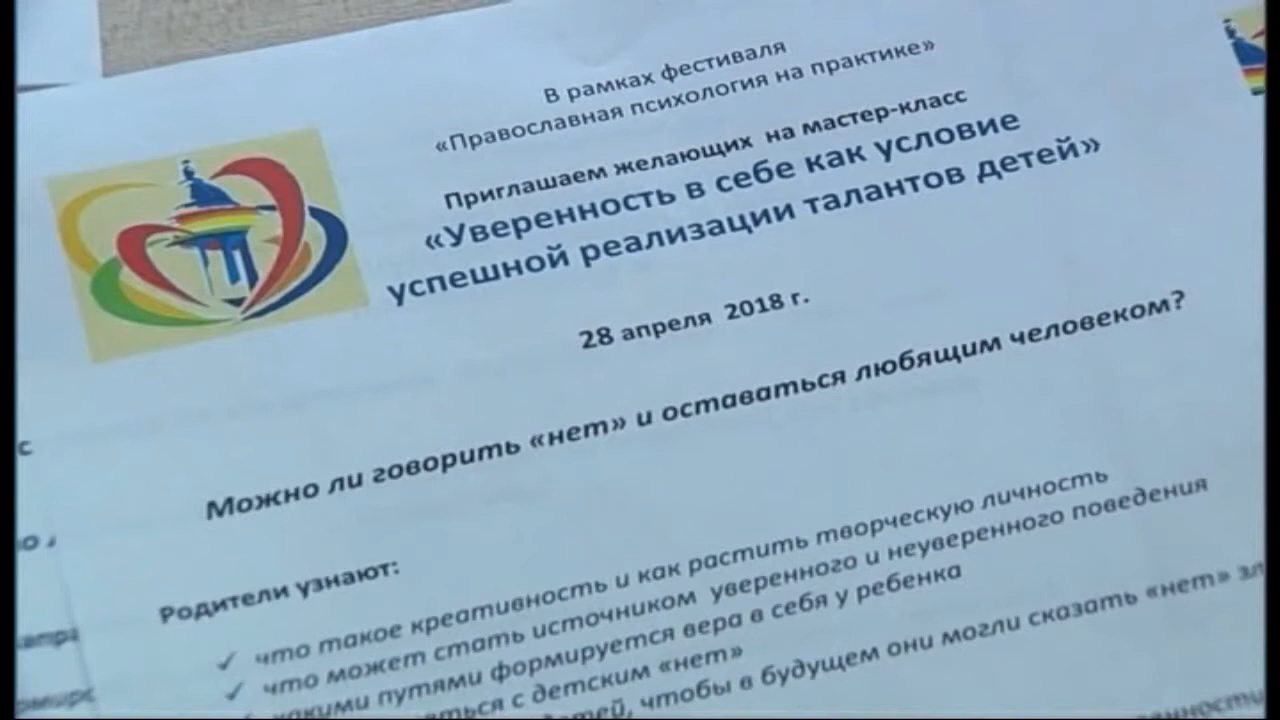 В рамках фестиваля
«Православная психология на практике»
Приглашаем желающих на мастер-класс
«Уверенность в себе как условие
успешной реализации талантов детей»
28 апреля 2018 г.
Можно ли говорить «нет» и оставаться любящим человеком?
Родители узнают:
✓ что такое креативность и как растить творческую личность
✓ что может стать источником уверенного и неуверенного поведения
какими путями формируется вера в себя у ребенка
с детским «нет»
чтобы в будущем они могли сказать «нет»